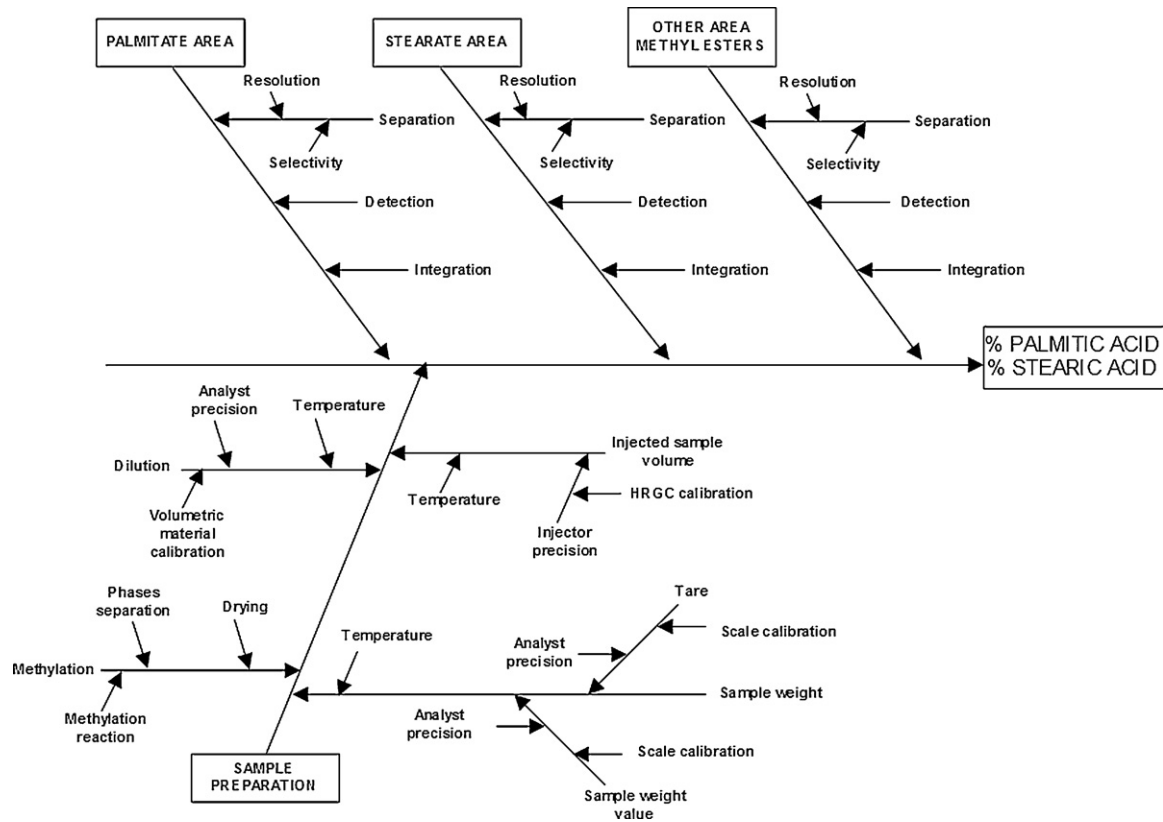 PALMITATE AREA
STEARATE AREA
OTHER AREA
METHYL ESTERS
Resolution
Separation
Selectivity
Detection
Integration
Resolution
Separation
Selectivity
Detection
Integration
Resolution
Separation
Selectivity
Detection
Integration
% PALMITIC ACID
% STEARIC ACID
Analyst
precision
Temperature
Dilution
Volumetric
material
calibration
Injected sample
volume
Temperature
HRGC calibration
Injector
precision
Phases
separation
Drying
Methylation
Methylation
reaction
Temperature
Tare
Scale calibration
Analyst
precision
Sample weight
Analyst
precision
Scale calibration
Sample weight
value
SAMPLE
PREPARATION